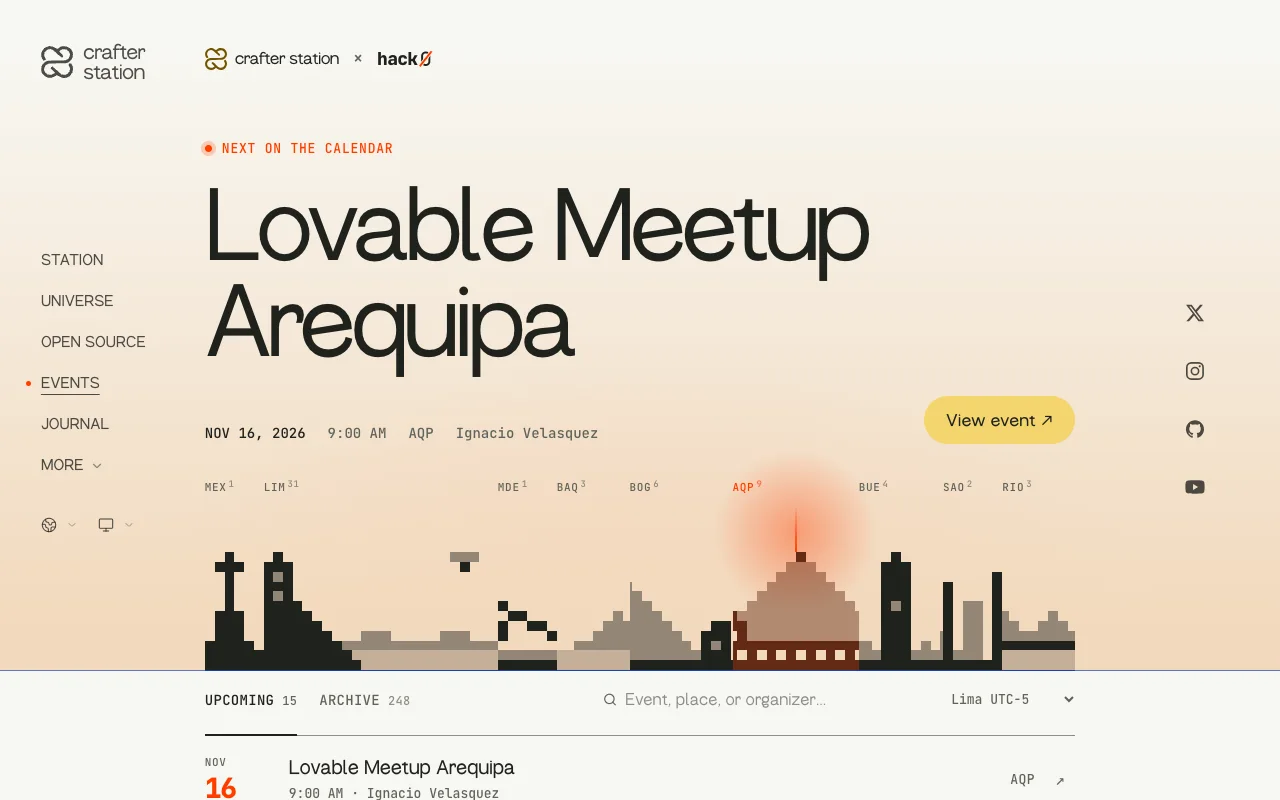 crafter
station
crafter station × hack0
NEXT ON THE CALENDAR
Lovable Meetup
Arequipa
STATION
UNIVERSE
OPEN SOURCE
EVENTS
JOURNAL
MORE
NOV 16, 2026 9:00 AM AQP Ignacio Velasquez
View event ↗
MEX 1 LIM 31 MDE 1 BAQ 3 BOG 6 AQP 9 BUE 4 SAO 2 RIO 3
UPCOMING 15 ARCHIVE 248
Event, place, or organizer...
Lima UTC-5
NOV
16
Lovable Meetup Arequipa
9:00 AM · Ignacio Velasquez
AQP ↗